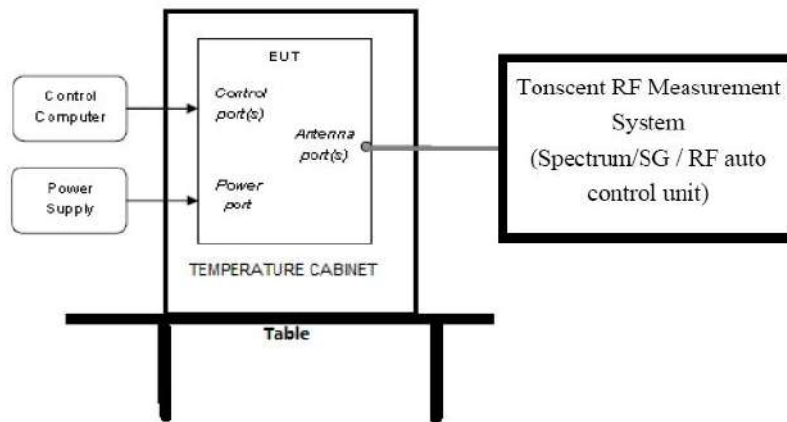 EUT
Control
Computer
Control
port(s)
Antenna
port(s)
Power
Supply
Power
port
TEMPERATURE CABINET
Table
Tonscent RF Measurement
System
(Spectrum/SG / RF auto
control unit)